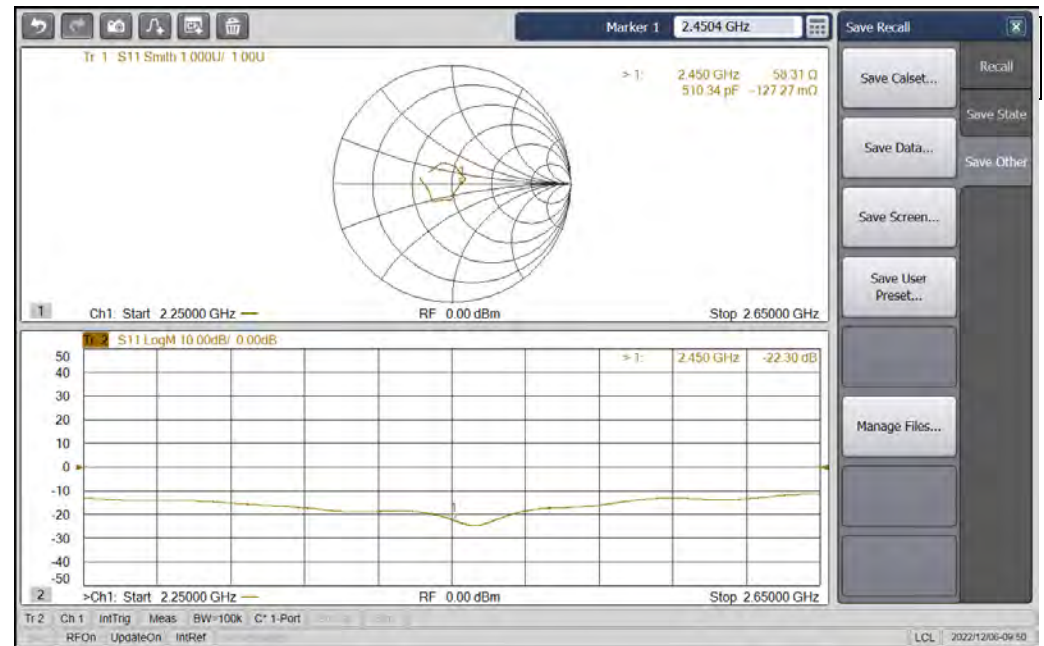 Marker 1 2.4504 GHz
Save Recall
Tr 1 S11 Smith 1.000U/ 1.00U
> 1: 2.450 GHz 58.31 Ω
510.34 pF -127.27 mΩ
1
Ch1: Start 2.25000 GHz
RF 0.00 dBm
Stop 2.65000 GHz
Tr 2 S11 LogM 10.00dB/ 0.00dB
> 1: 2.450 GHz -22.30 dB
50
40
30
20
10
0
-10
-20
-30
-40
-50
1
2
>Ch1: Start 2.25000 GHz
RF 0.00 dBm
Stop 2.65000 GHz
Save Calset...
Save Data...
Save Screen...
Save User
Preset...
Manage Files...
Recall
Save State
Save Other
Tr 2 Ch 1 IntTrig Meas BW=100k C* 1-Port
RFOn UpdateOn IntRef
LCL 2022/12/06-09:50